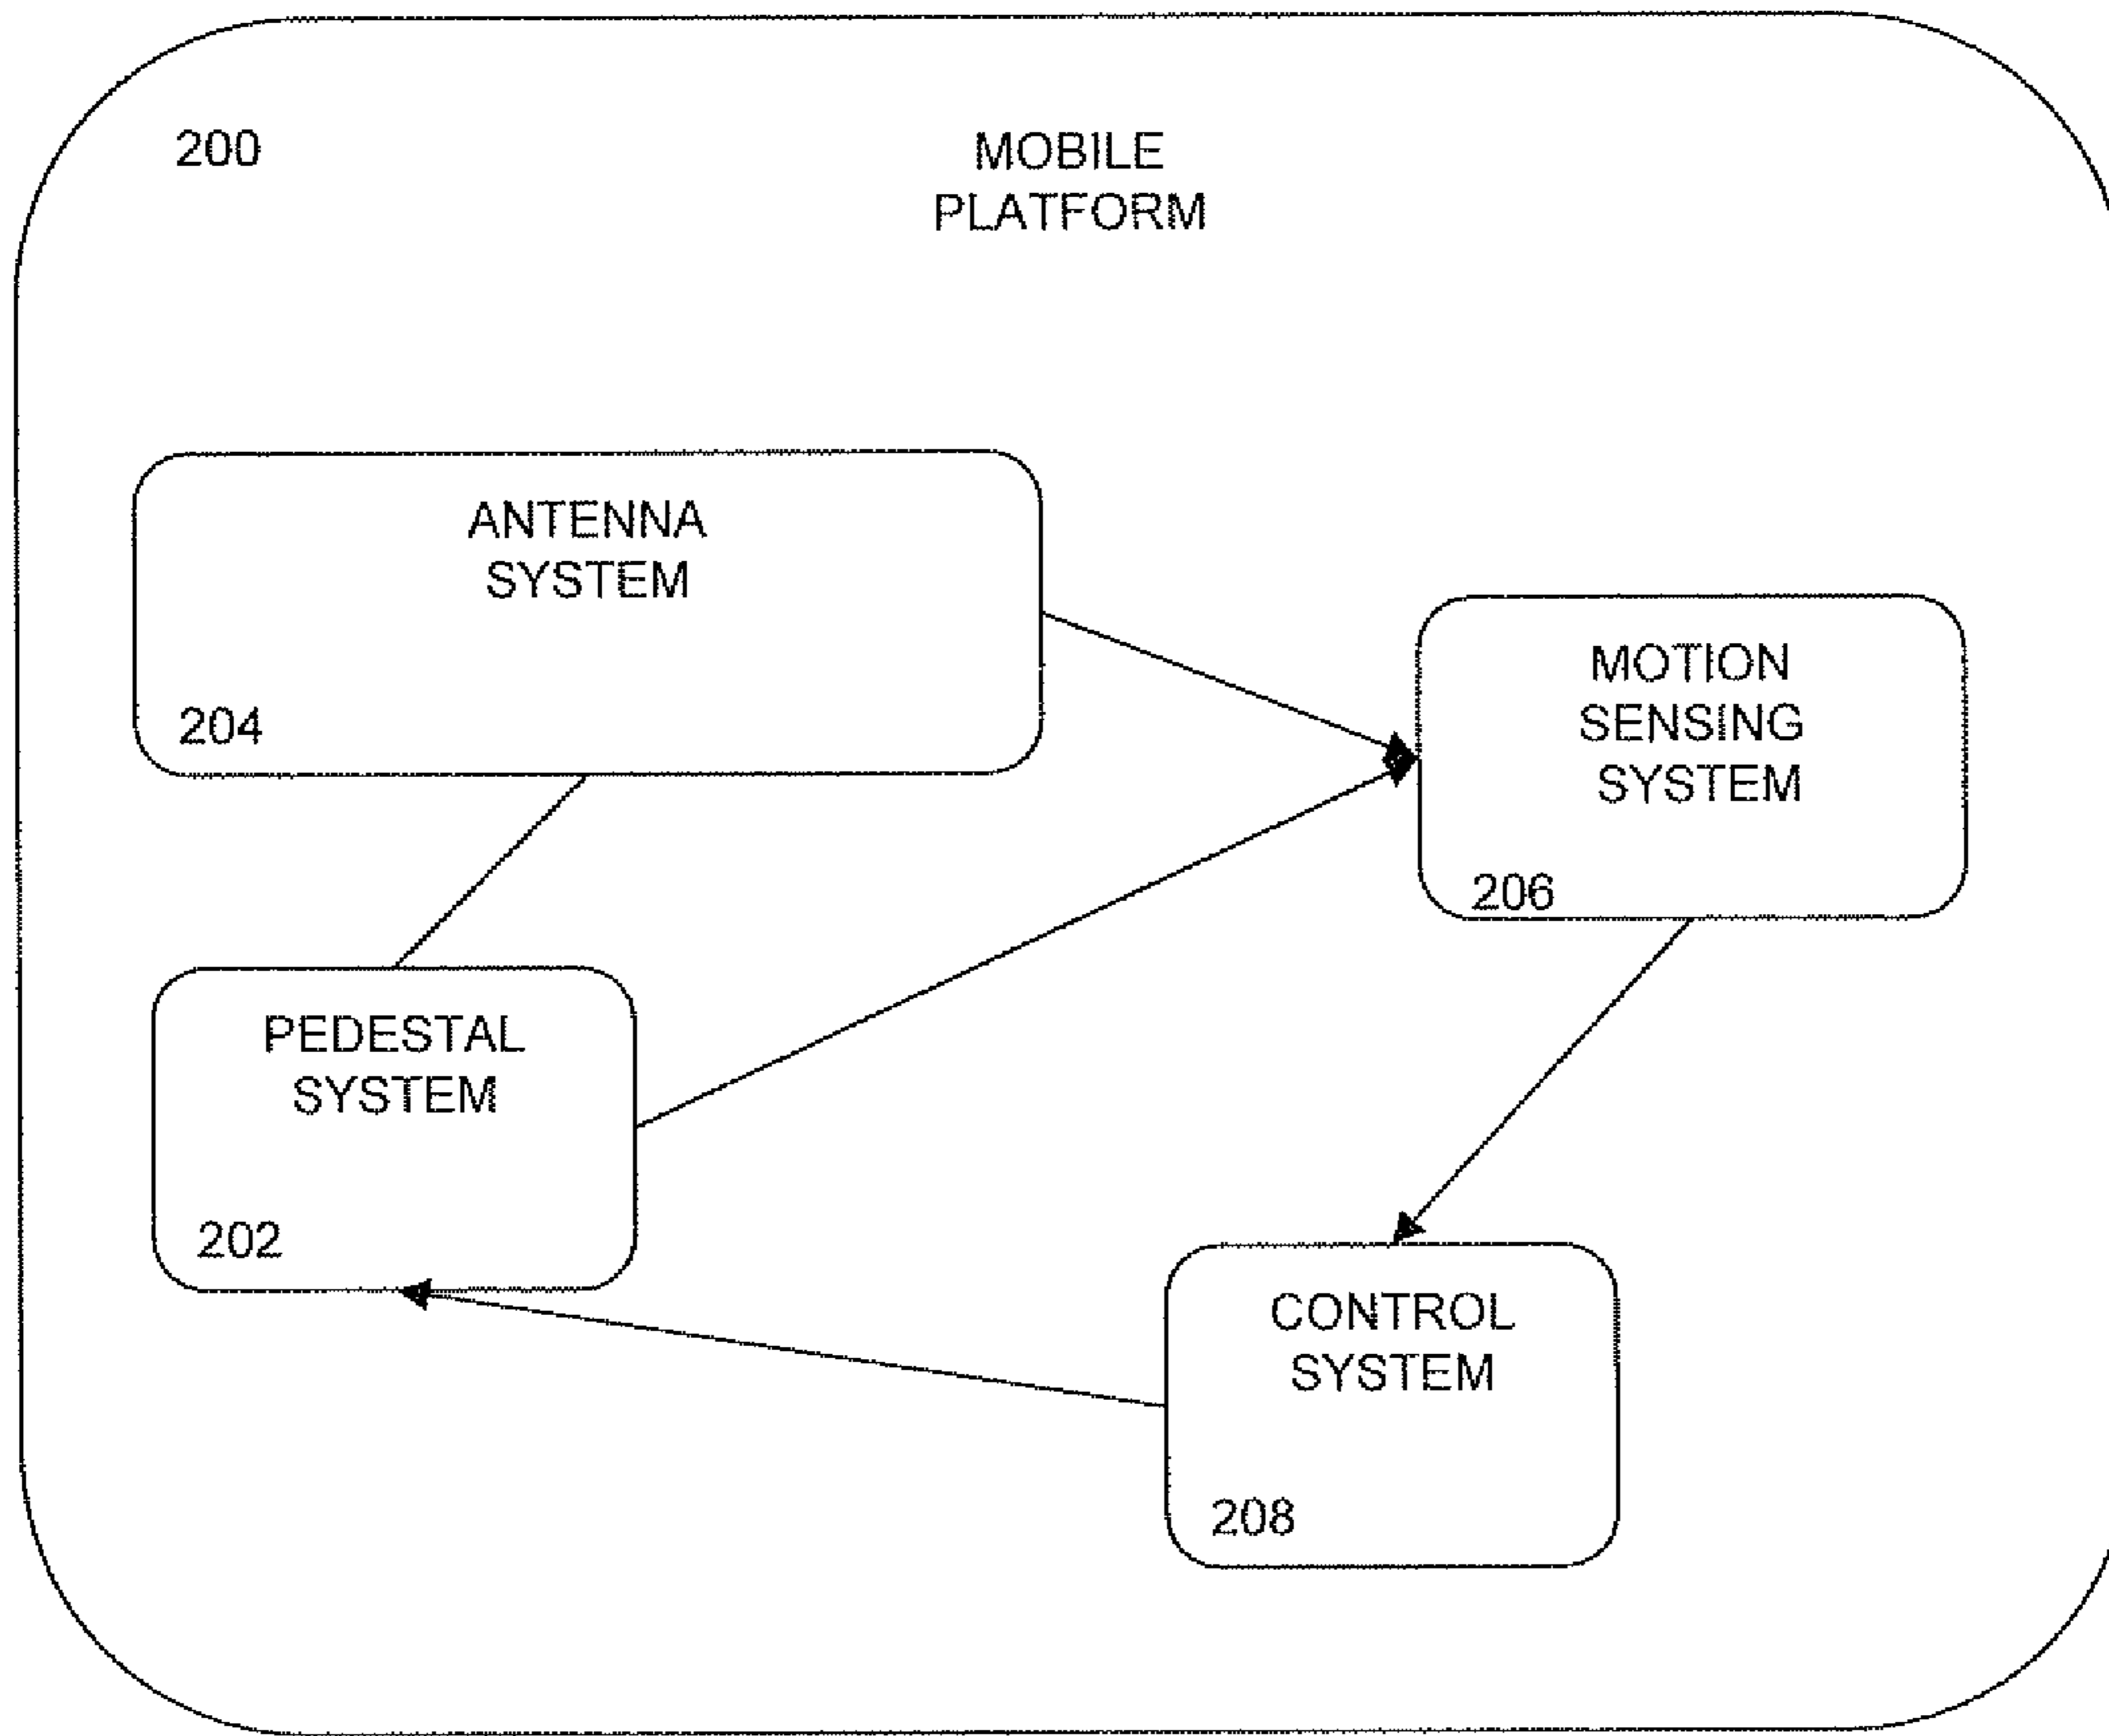 200
MOBILE
PLATFORM
ANTENNA
SYSTEM
204
MOTION
SENSING
SYSTEM
206
PEDESTAL
SYSTEM
202
CONTROL
SYSTEM
208